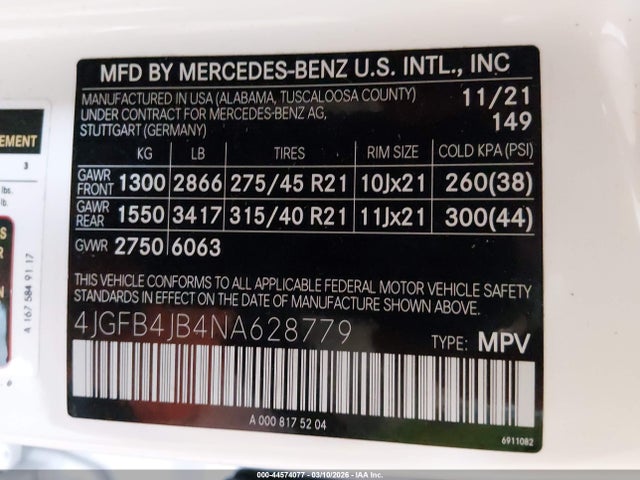 MFD BY MERCEDES-BENZ U.S. INTL., INC
MANUFACTURED IN USA (ALABAMA, TUSCALOOSA COUNTY) 11/21
UNDER CONTRACT FOR MERCEDES-BENZ AG,
STUTTGART (GERMANY) 149
KG LB TIRES RIM SIZE COLD KPA (PSI)
GAWR FRONT 1300 2866 275/45 R21 10Jx21 260(38)
GAWR REAR 1550 3417 315/40 R21 11Jx21 300(44)
GVWR 2750 6063
THIS VEHICLE CONFORMS TO ALL APPLICABLE FEDERAL MOTOR VEHICLE SAFETY
STANDARDS IN EFFECT ON THE DATE OF MANUFACTURE SHOWN ABOVE.
4JGFB4JB4NA628779 TYPE: MPV
A 000 817 52 04
6911082
EMENT
3
lbs.
lb.
S
R
N
A 167 584 91 17
000-44574077 — 03/10/2026 — IAA Inc.